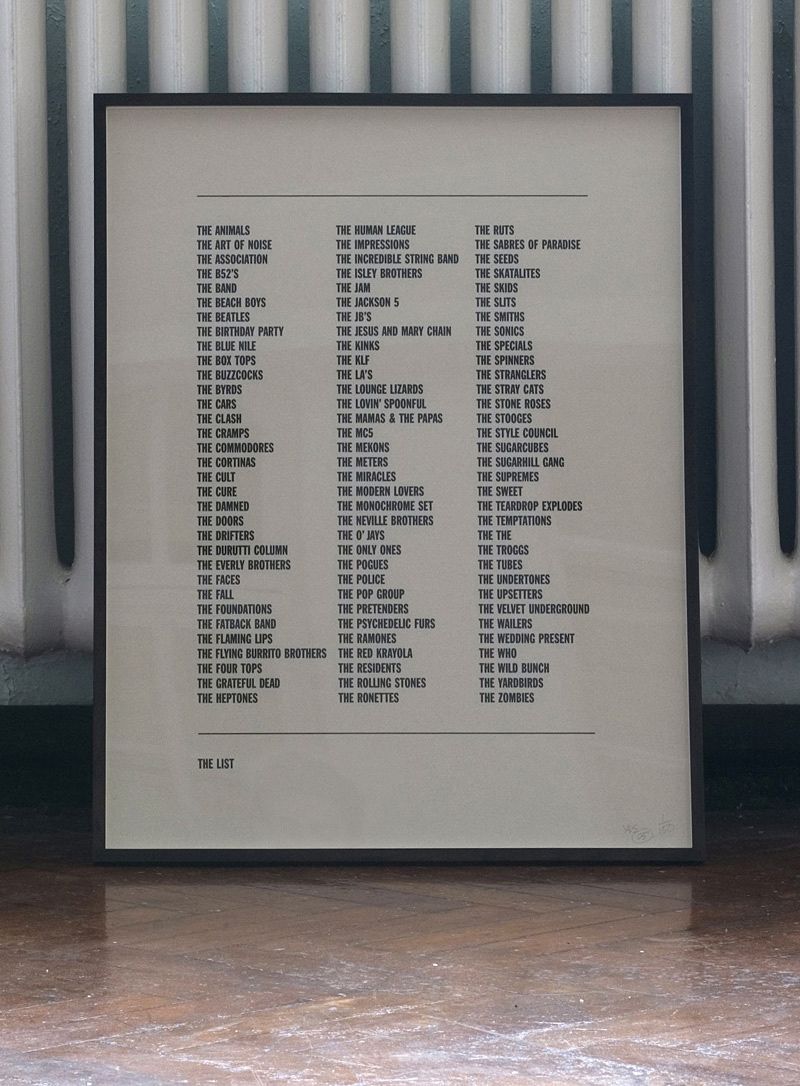 THE ANIMALS
THE ART OF NOISE
THE ASSOCIATION
THE B52'S
THE BAND
THE BEACH BOYS
THE BEATLES
THE BIRTHDAY PARTY
THE BLUE NILE
THE BOX TOPS
THE BUZZCOCKS
THE BYRDS
THE CARS
THE CLASH
THE CRAMPS
THE COMMODORES
THE CORTINAS
THE CULT
THE CURE
THE DAMNED
THE DOORS
THE DRIFTERS
THE DURUTTI COLUMN
THE EVERLY BROTHERS
THE FACES
THE FALL
THE FOUNDATIONS
THE FATBACK BAND
THE FLAMING LIPS
THE FLYING BURRITO BROTHERS
THE FOUR TOPS
THE GRATEFUL DEAD
THE HEPTONES
THE HUMAN LEAGUE
THE IMPRESSIONS
THE INCREDIBLE STRING BAND
THE ISLEY BROTHERS
THE JAM
THE JACKSON 5
THE JB'S
THE JESUS AND MARY CHAIN
THE KINKS
THE KLF
THE LA'S
THE LOUNGE LIZARDS
THE LOVIN' SPOONFUL
THE MAMAS & THE PAPAS
THE MC5
THE MEKONS
THE METERS
THE MIRACLES
THE MODERN LOVERS
THE MONOCHROME SET
THE NEVILLE BROTHERS
THE O' JAYS
THE ONLY ONES
THE POGUES
THE POLICE
THE POP GROUP
THE PRETENDERS
THE PSYCHEDELIC FURS
THE RAMONES
THE RED KRAYOLA
THE RESIDENTS
THE ROLLING STONES
THE RONETTES
THE RUTS
THE SABRES OF PARADISE
THE SEEDS
THE SKATALITES
THE SKIDS
THE SLITS
THE SMITHS
THE SONICS
THE SPECIALS
THE SPINNERS
THE STRANGLERS
THE STRAY CATS
THE STONE ROSES
THE STOOGES
THE STYLE COUNCIL
THE SUGARCUBES
THE SUGARHILL GANG
THE SUPREMES
THE SWEET
THE TEARDROP EXPLODES
THE TEMPTATIONS
THE THE
THE TROGGS
THE TUBES
THE UNDERTONES
THE UPSETTERS
THE VELVET UNDERGROUND
THE WAILERS
THE WEDDING PRESENT
THE WHO
THE WILD BUNCH
THE YARDBIRDS
THE ZOMBIES
THE LIST